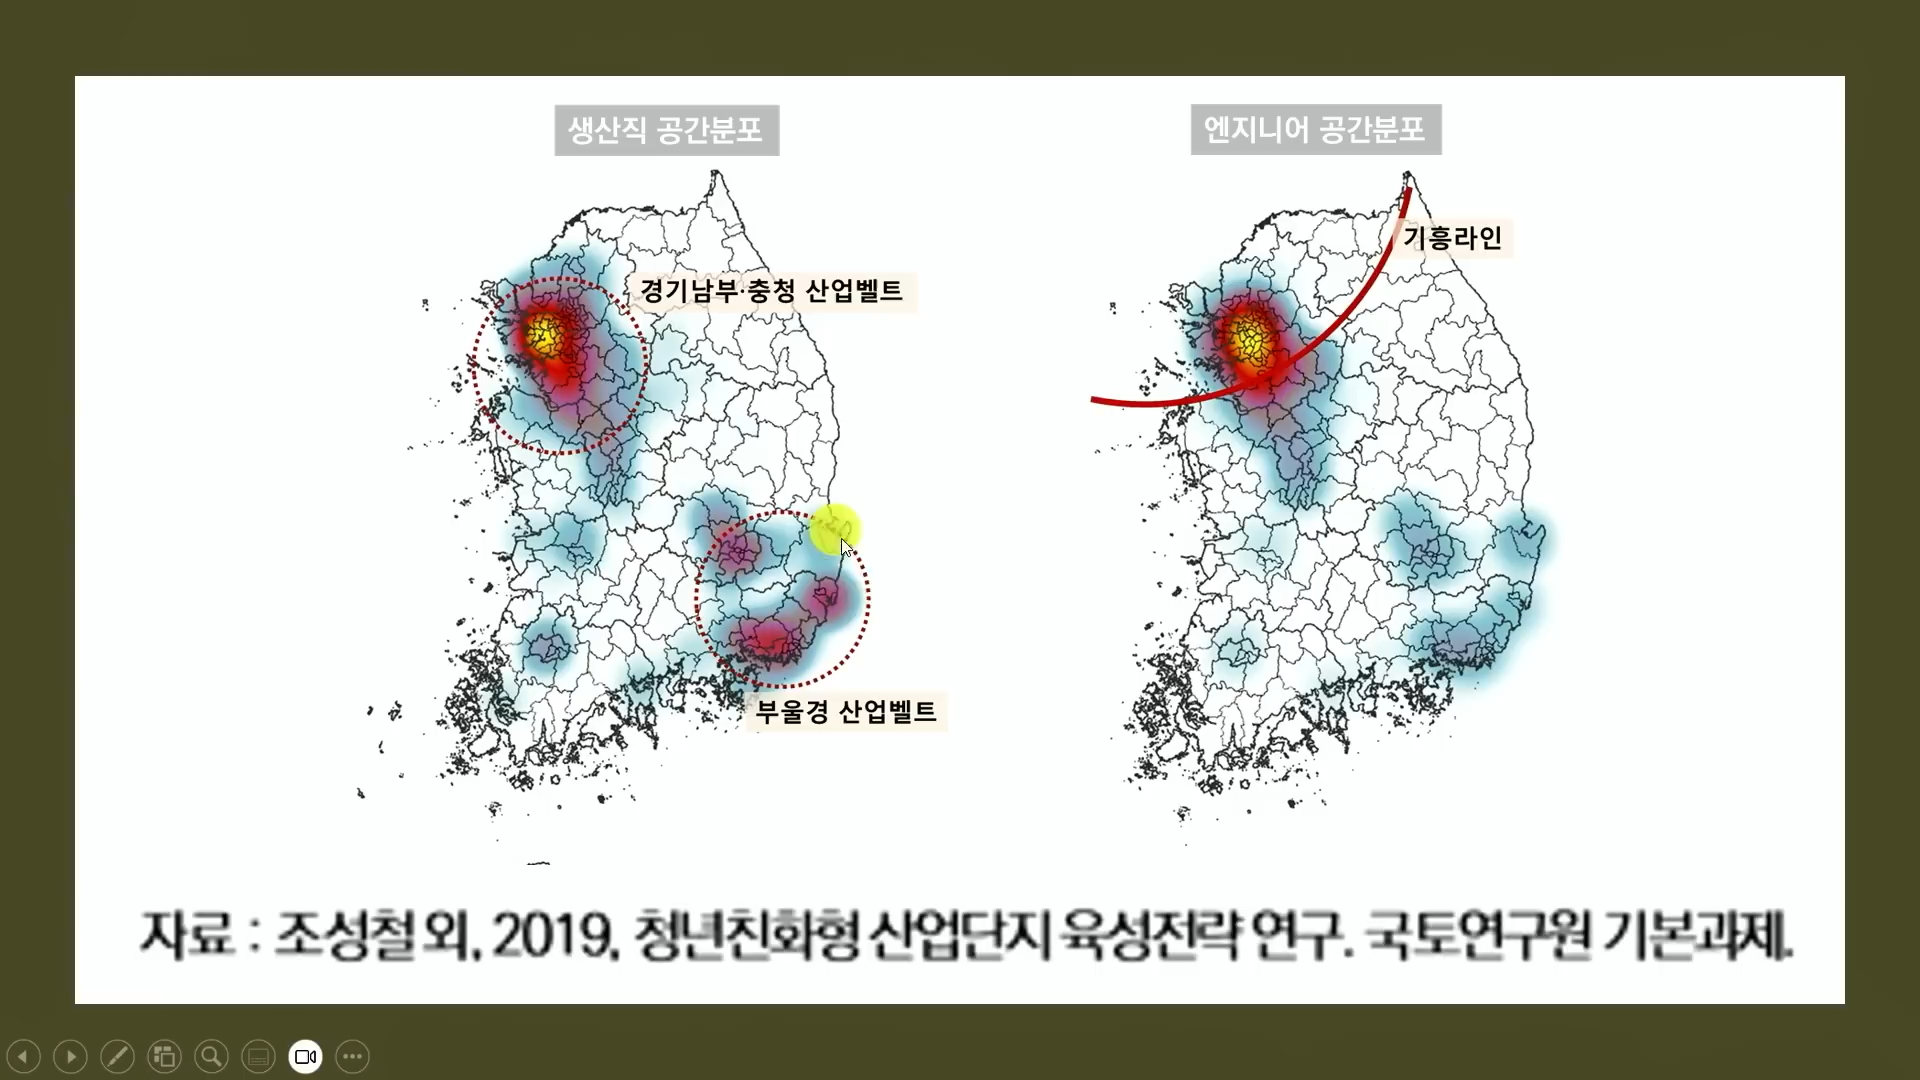 생산직 공간분포
엔지니어 공간분포
기흥라인
경기남부·충청 산업벨트
부울경 산업벨트
자료 : 조성철 외, 2019, 청년친화형 산업단지 육성전략 연구. 국토연구원 기본과제.